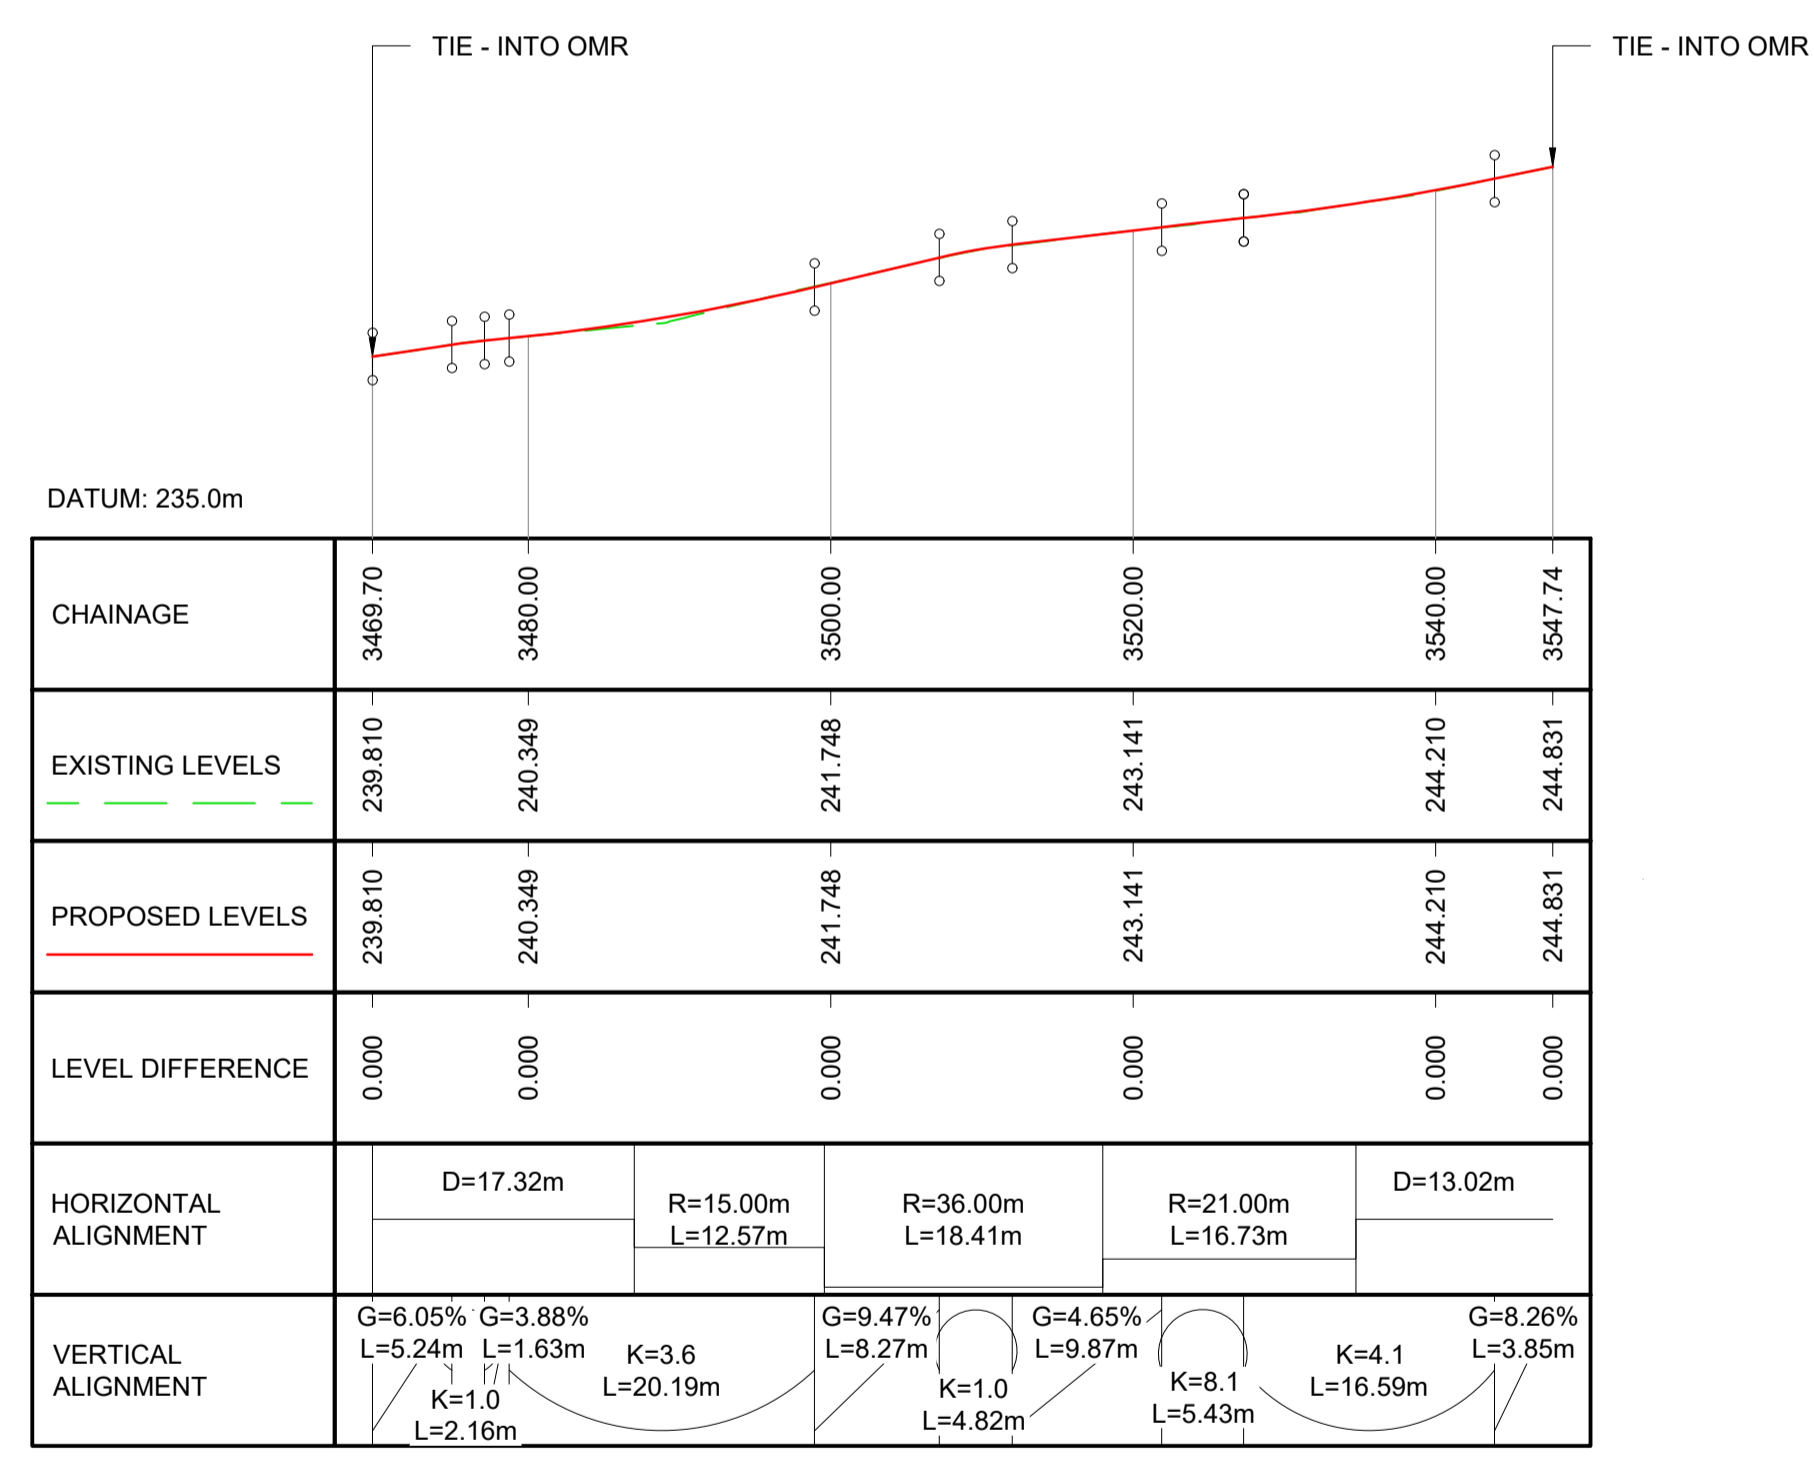 TIE - INTO OMR
TIE - INTO OMR
DATUM: 235.0m
CHAINAGE
3469.70
3480.00
3500.00
3520.00
3540.00
3547.74
EXISTING LEVELS
239.810
240.349
241.748
243.141
244.210
244.831
PROPOSED LEVELS
239.810
240.349
241.748
243.141
244.210
244.831
LEVEL DIFFERENCE
0.000
0.000
0.000
0.000
0.000
0.000
HORIZONTAL
ALIGNMENT
D=17.32m
R=15.00m
L=12.57m
R=36.00m
L=18.41m
R=21.00m
L=16.73m
D=13.02m
VERTICAL
ALIGNMENT
G=6.05%
L=5.24m
K=1.0
L=2.16m
G=3.88%
L=1.63m
K=3.6
L=20.19m
G=9.47%
L=8.27m
K=1.0
L=4.82m
G=4.65%
L=9.87m
K=8.1
L=5.43m
K=4.1
L=16.59m
G=8.26%
L=3.85m